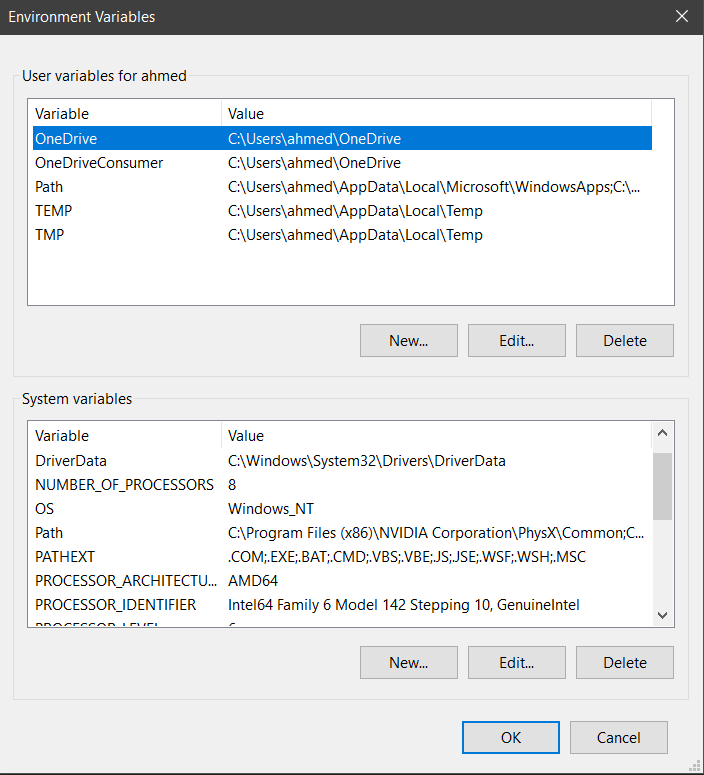 Environment Variables
User variables for ahmed
Variable Value
OneDrive C:\Users\ahmed\OneDrive
OneDriveConsumer C:\Users\ahmed\OneDrive
Path C:\Users\ahmed\AppData\Local\Microsoft\WindowsApps;C:\...
TEMP C:\Users\ahmed\AppData\Local\Temp
TMP C:\Users\ahmed\AppData\Local\Temp
New... Edit... Delete
System variables
Variable Value
DriverData C:\Windows\System32\Drivers\DriverData
NUMBER_OF_PROCESSORS 8
OS Windows_NT
Path C:\Program Files (x86)\NVIDIA Corporation\PhysX\Common;C...
PATHEXT .COM;.EXE;.BAT;.CMD;.VBS;.VBE;JS;JSE;.WSF;.WSH;.MSC
PROCESSOR_ARCHITECTU... AMD64
PROCESSOR_IDENTIFIER Intel64 Family 6 Model 142 Stepping 10, GenuineIntel
PROCESSOR_LEVEL 6
New... Edit... Delete
OK Cancel